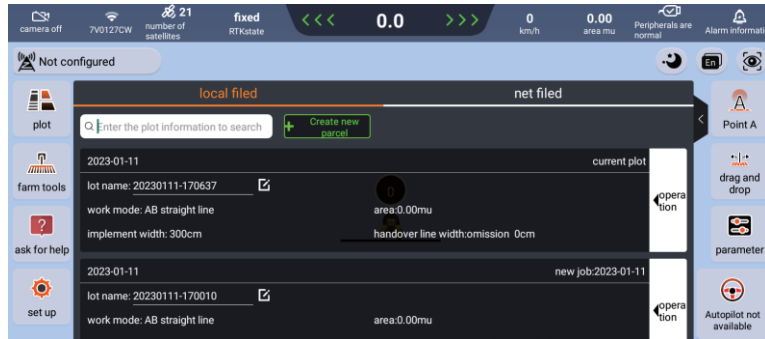 camera off
7V0127CW
21
number of
satellites
fixed
RTKstate
<<<
0.0
>>>
0
km/h
0.00
area mu
Peripherals are
normal
Alarm informati
Not configured
En
local filed
net filed
plot
Enter the plot information to search
+ Create new
parcel
Point A
2023-01-11
current plot
lot name: 20230111-170637
work mode: AB straight line
area:0.00mu
implement width: 300cm
handover line width:omission 0cm
opera
tion
farm tools
drag and
drop
ask for help
parameter
2023-01-11
new job:2023-01-11
lot name: 20230111-170010
work mode: AB straight line
area:0.00mu
opera
tion
set up
Autopilot not
available